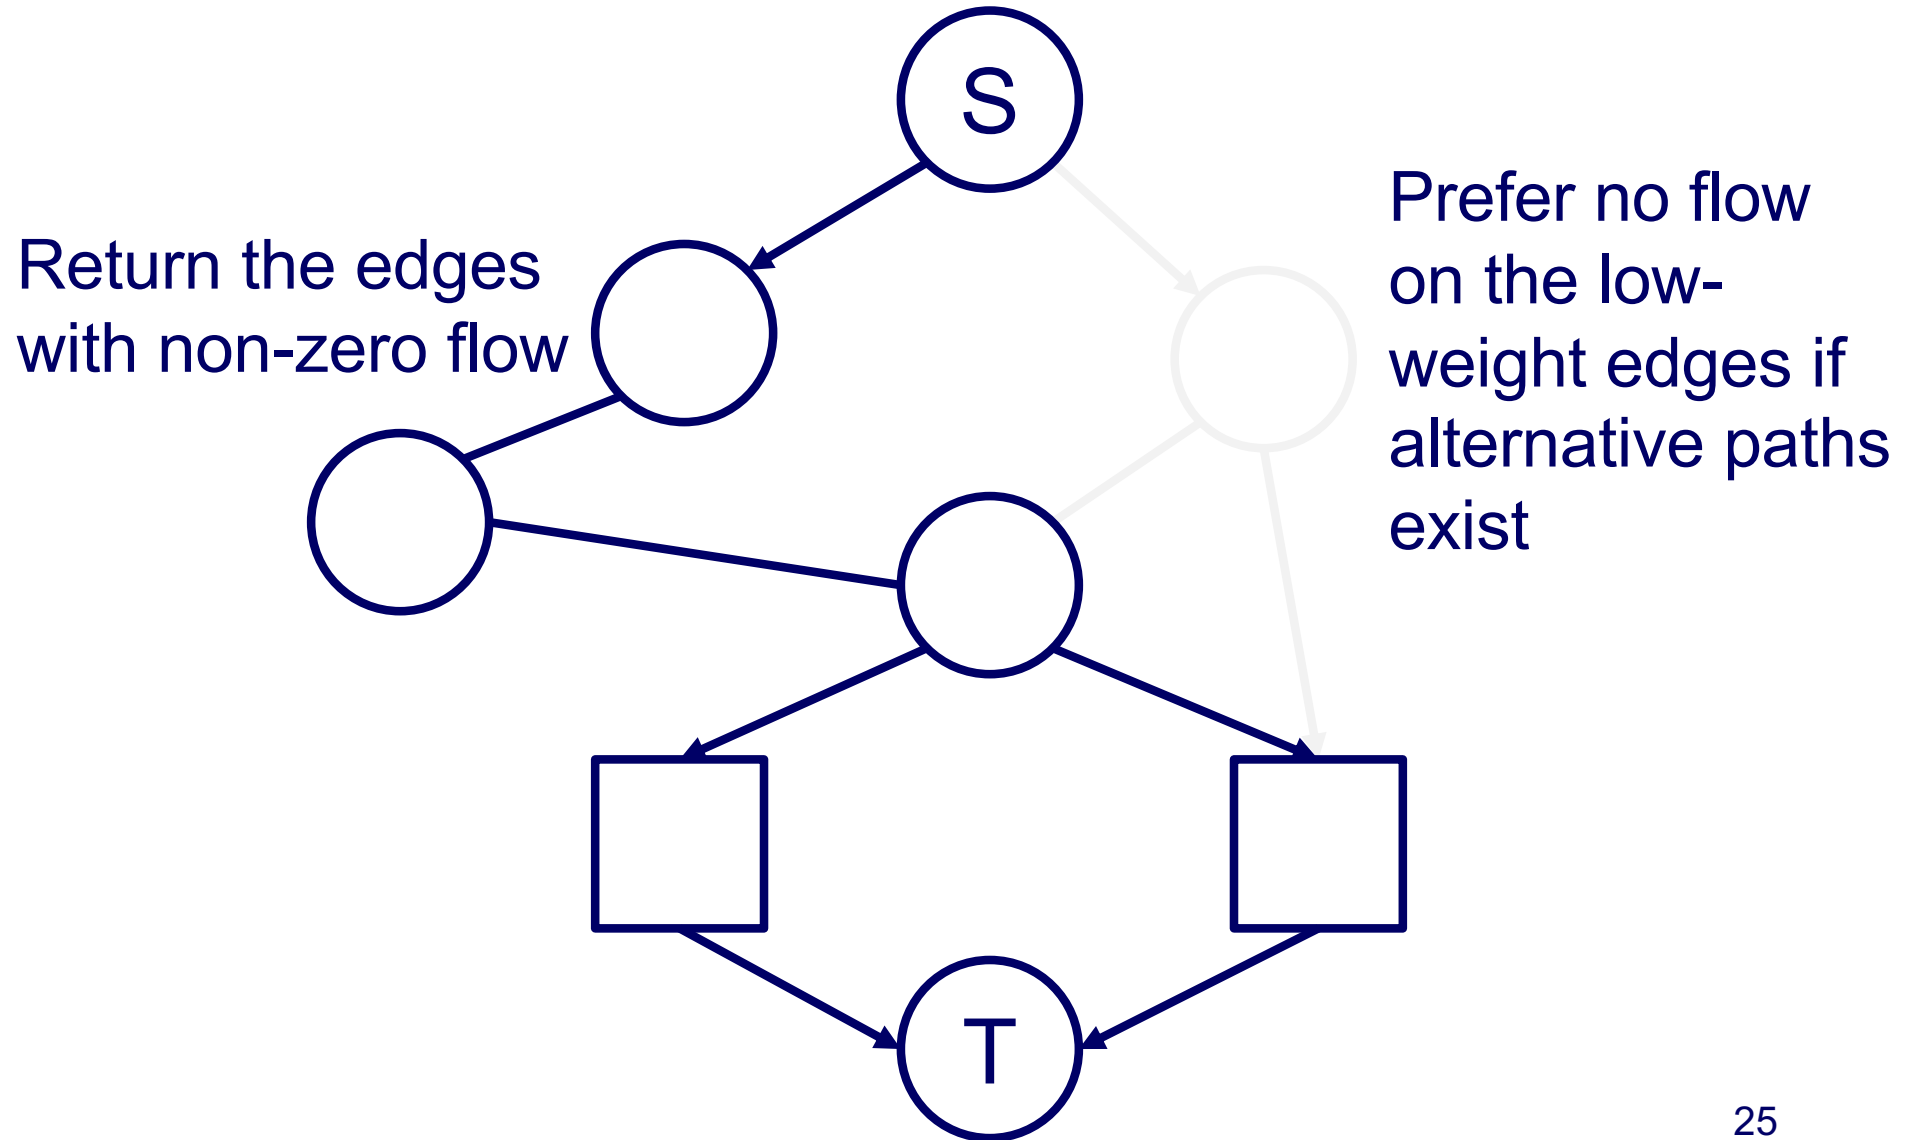 S
Return the edges
with non-zero flow
Prefer no flow
on the low-
weight edges if
alternative paths
exist
T
25